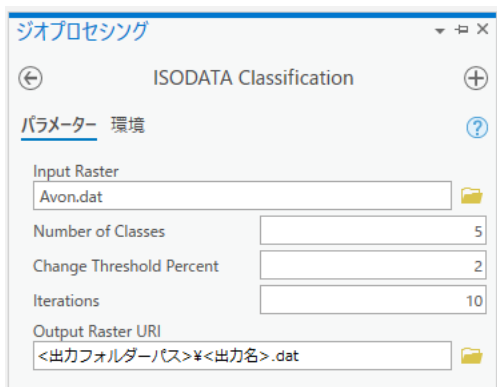 ジオプロセシング
ISODATA Classification
パラメーター 環境
Input Raster
Avon.dat
Number of Classes 5
Change Threshold Percent 2
Iterations 10
Output Raster URI
<出力フォルダーパス>¥<出力名>.dat